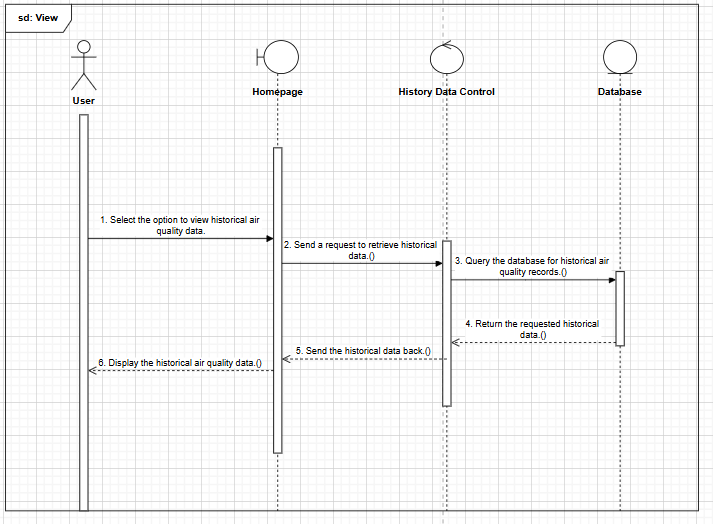 sd: View
User
Homepage
History Data Control
Database
1. Select the option to view historical air
quality data.
2. Send a request to retrieve historical
data.()
3. Query the database for historical air
quality records.()
4. Return the requested historical
data.()
5. Send the historical data back.()
6. Display the historical air quality data.()